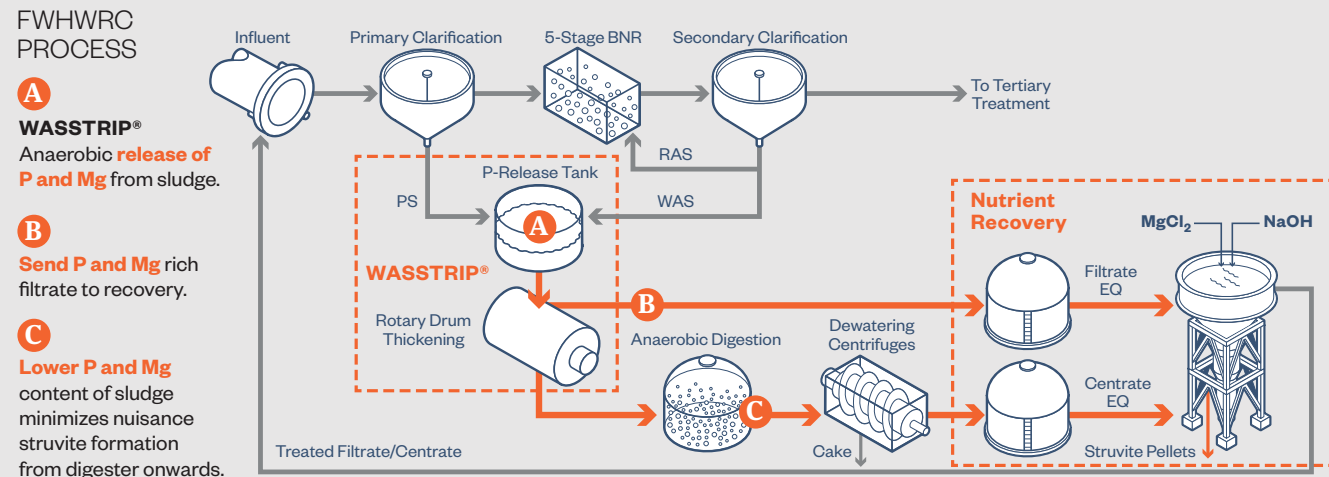 FWHWRC
PROCESS
A
WASSTRIP®
Anaerobic release of
P and Mg from sludge.
B
Send P and Mg rich
filtrate to recovery.
C
Lower P and Mg
content of sludge
minimizes nuisance
struvite formation
from digester onwards.
Influent
Primary Clarification
5-Stage BNR
Secondary Clarification
To Tertiary
Treatment
RAS
P-Release Tank
PS
WAS
A
WASSTRIP®
Nutrient
Recovery
MgCl₂
NaOH
B
Filtrate
EQ
Rotary Drum
Thickening
Anaerobic Digestion
Dewatering
Centrifuges
C
Centrate
EQ
Treated Filtrate/Centrate
Cake
Struvite Pellets